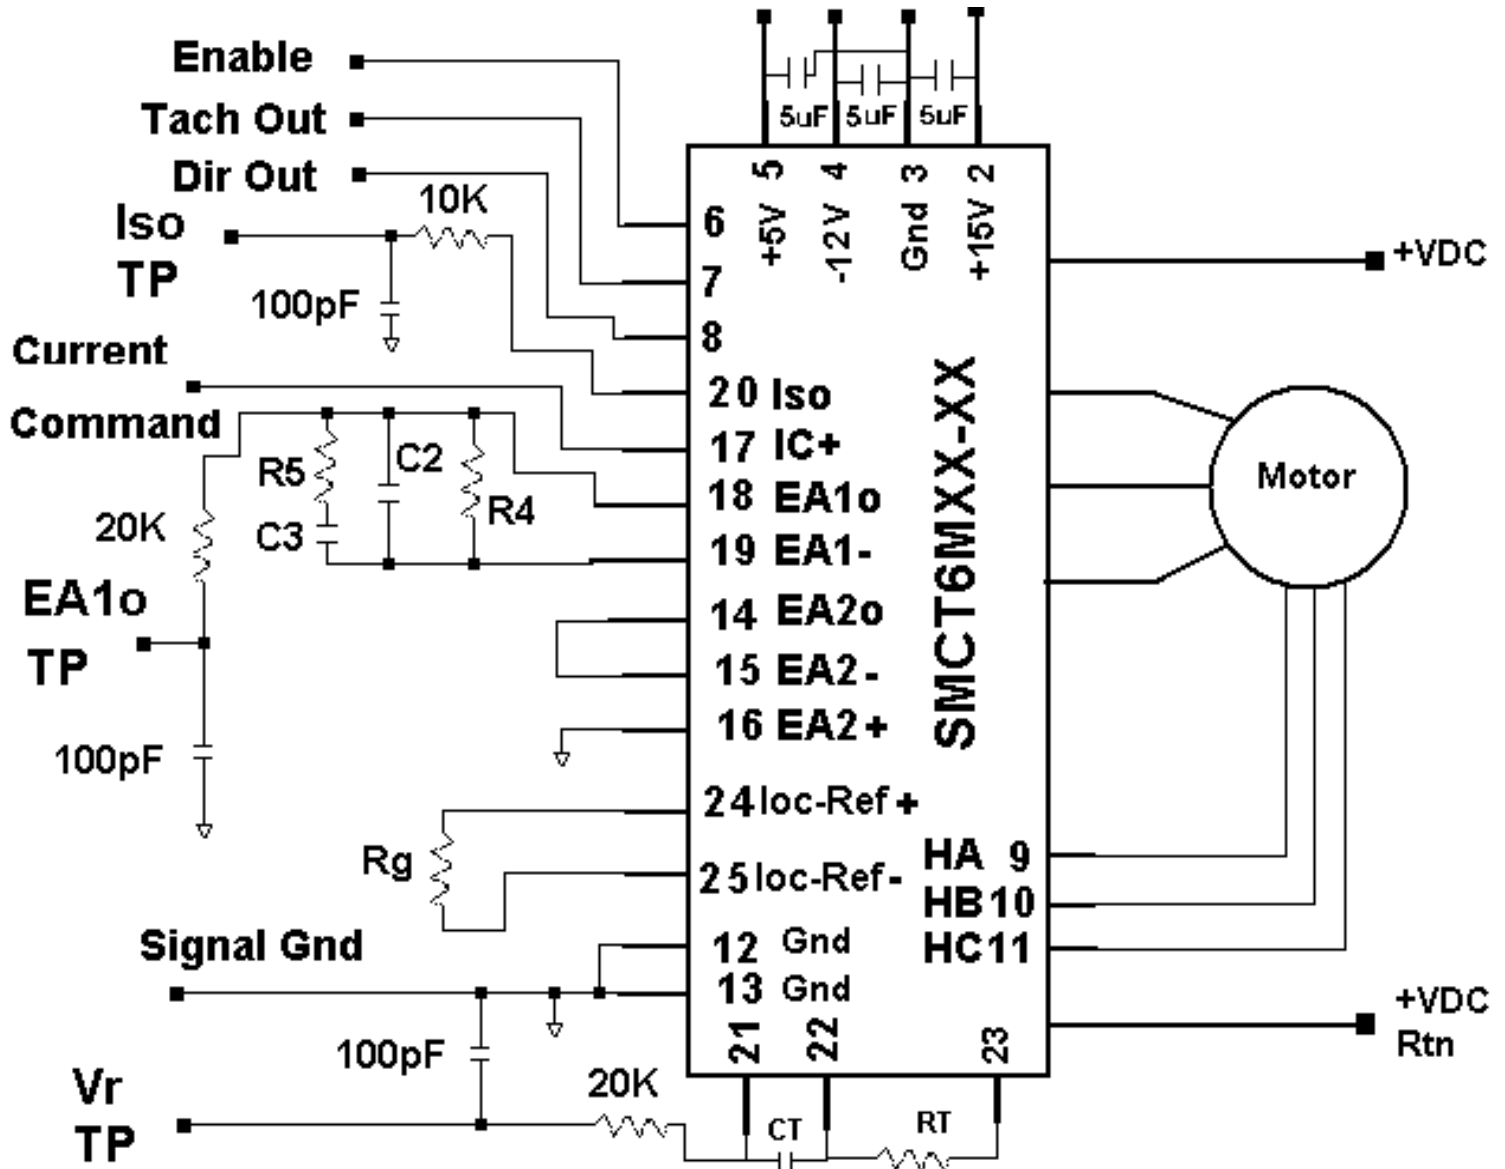 Enable
Tach Out
Dir Out
Iso
TP
10K
100pF
Current
Command
R5
C2
R4
C3
20K
EA1o
TP
100pF
Rg
Signal Gnd
100pF
Vr
TP
20K
CT
RT
5uF 5uF 5uF
+5V 5
-12V 4
Gnd 3
+15V 2
6
7
8
20 Iso
17 IC+
18 EA1o
19 EA1-
14 EA2o
15 EA2-
16 EA2+
24 Ioc-Ref+
25 Ioc-Ref-
12 Gnd
13 Gnd
21
22
23
SMCT6MXX-XX
HA 9
HB 10
HC 11
+VDC
Motor
+VDC
Rtn